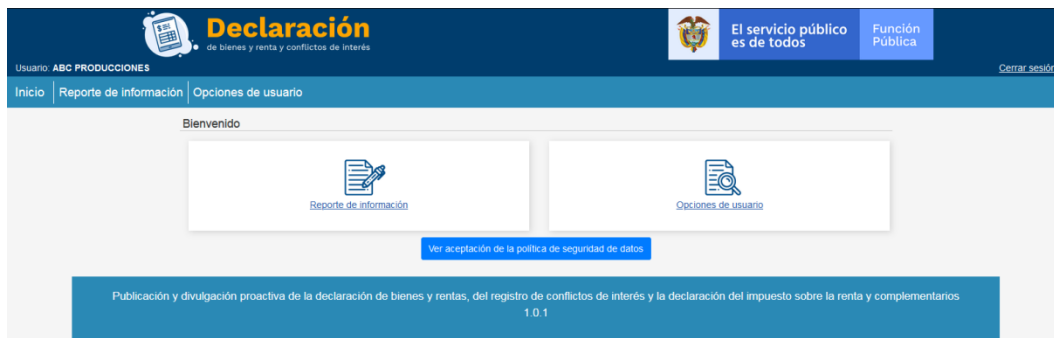 Declaración
de bienes y renta y conflictos de interés
El servicio público
es de todos
Función
Pública
Usuario: ABC PRODUCCIONES
Cerrar sesión
Inicio
Reporte de información
Opciones de usuario
Bienvenido
Reporte de información
Opciones de usuario
Ver aceptación de la política de seguridad de datos
Publicación y divulgación proactiva de la declaración de bienes y rentas, del registro de conflictos de interés y la declaración del impuesto sobre la renta y complementarios
1.0.1